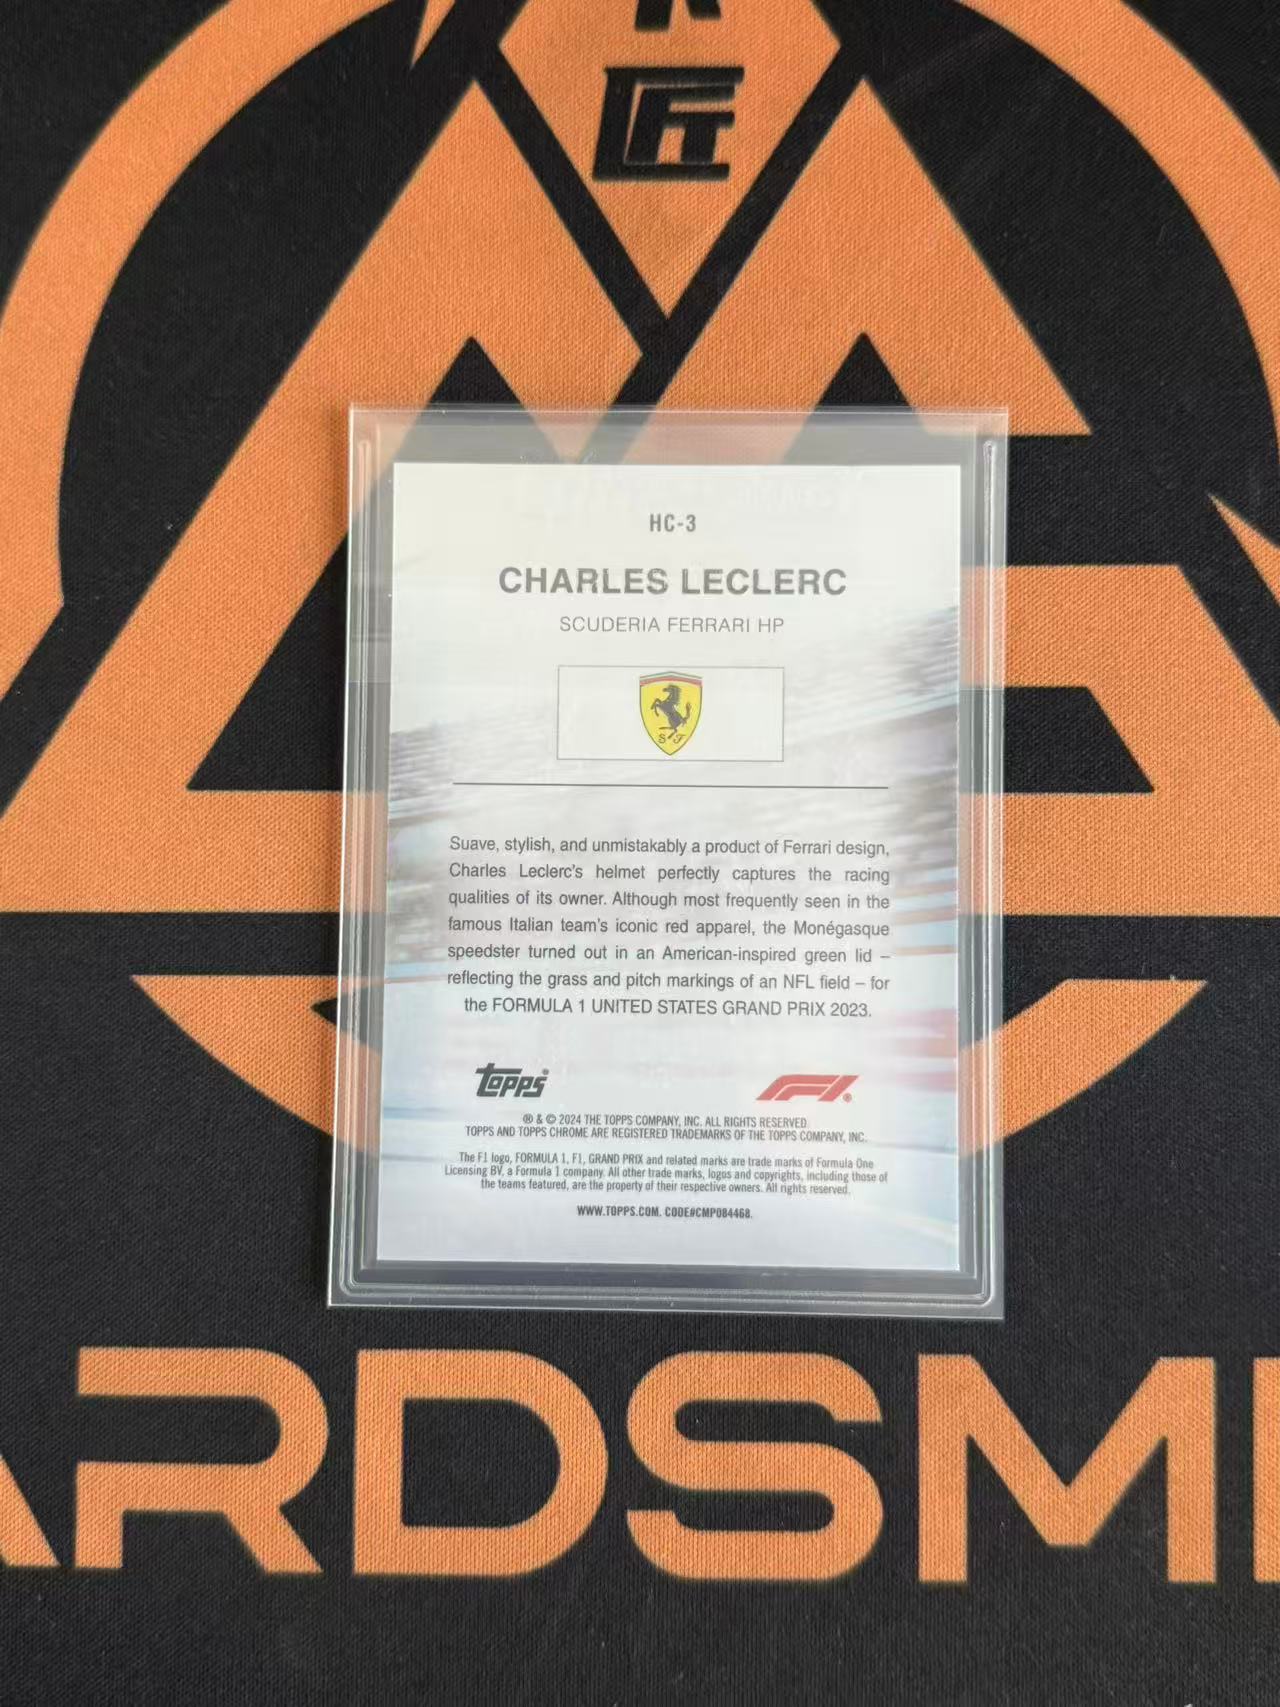 HC-3
CHARLES LECLERC
SCUDERIA FERRARI HP
S F
Suave, stylish, and unmistakably a product of Ferrari design,
Charles Leclerc's helmet perfectly captures the racing
qualities of its owner. Although most frequently seen in the
famous Italian team's iconic red apparel, the Monégasque
speedster turned out in an American-inspired green lid –
reflecting the grass and pitch markings of an NFL field – for
the FORMULA 1 UNITED STATES GRAND PRIX 2023.
Topps® F1®
® & © 2024 THE TOPPS COMPANY, INC. ALL RIGHTS RESERVED.
TOPPS AND TOPPS CHROME ARE REGISTERED TRADEMARKS OF THE TOPPS COMPANY, INC.
The F1 logo, FORMULA 1, F1, GRAND PRIX and related marks are trade marks of Formula One
Licensing BV, a Formula 1 company. All other trade marks, logos and copyrights, including those of
the teams featured, are the property of their respective owners. All rights reserved.
WWW.TOPPS.COM. CODE#CMP084468.
ARDSMI